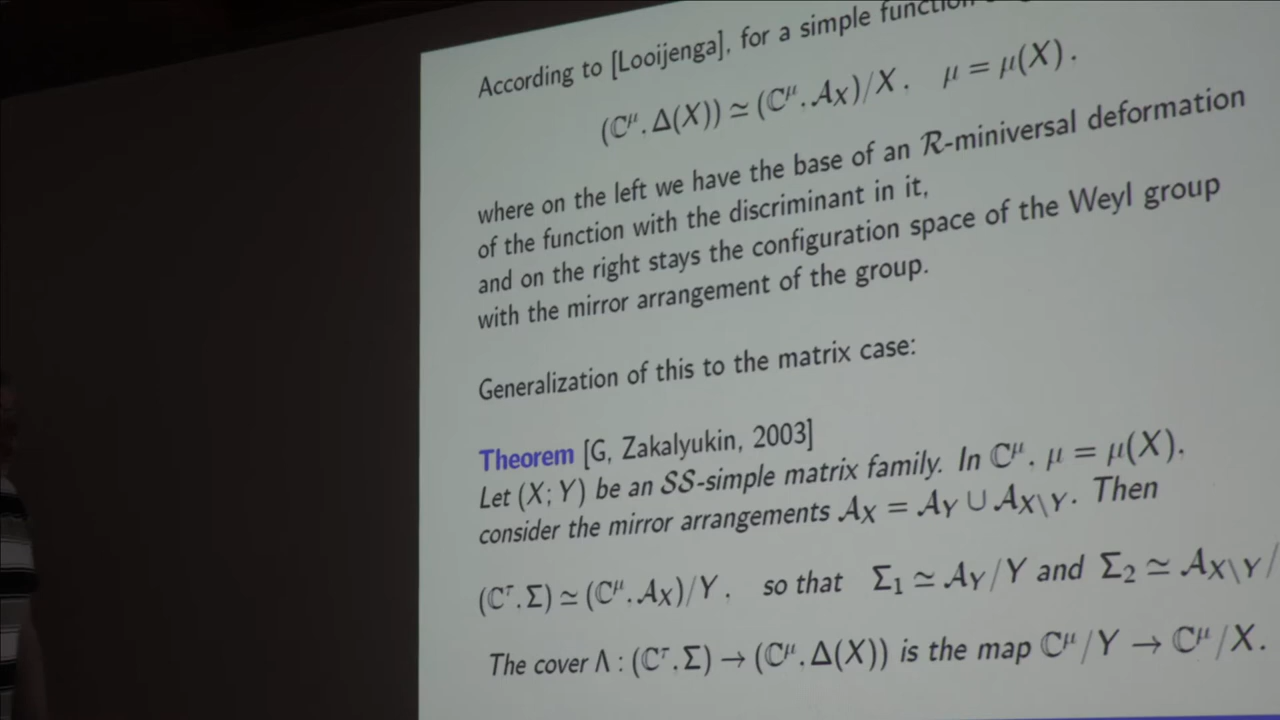 According to [Looijenga], for a simple function
(ℂ^μ, Δ(X)) ≃ (ℂ^μ, 𝒜_X)/X, μ = μ(X),
where on the left we have the base of an ℛ-miniversal deformation
of the function with the discriminant in it,
and on the right stays the configuration space of the Weyl group
with the mirror arrangement of the group.
Generalization of this to the matrix case:
Theorem [G, Zakalyukin, 2003]
Let (X; Y) be an SS-simple matrix family. In ℂ^μ, μ = μ(X),
consider the mirror arrangements 𝒜_X = 𝒜_Y ∪ 𝒜_{X\Y}. Then
(ℂ^τ, Σ) ≃ (ℂ^μ, 𝒜_X)/Y, so that Σ_1 ≃ 𝒜_Y/Y and Σ_2 ≃ 𝒜_{X\Y}/
The cover Λ : (ℂ^τ, Σ) → (ℂ^μ, Δ(X)) is the map ℂ^μ/Y → ℂ^μ/X.